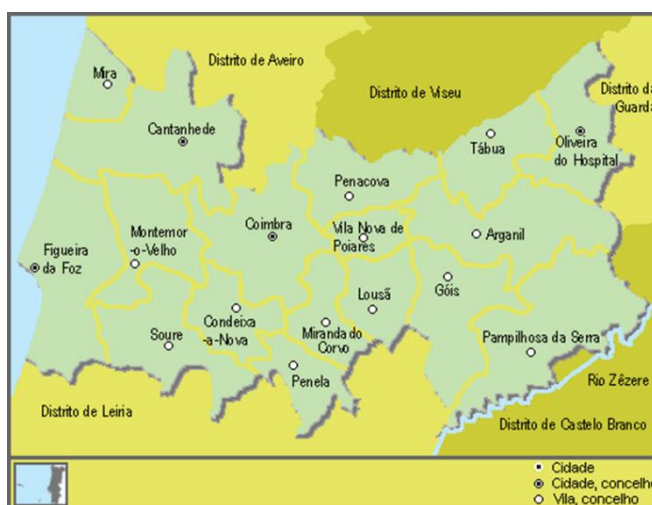 Distrito de Aveiro
Mira
Distrito de Viseu
Distrito da
Guarda
Cantanhede
Tábua
Oliveira
do Hospital
Penacova
Montemor
-o-Velho
Coimbra
Vila Nova de
Poiares
Arganil
Figueira
da Foz
Góis
Lousã
Condeixa
-a-Nova
Soure
Miranda do
Corvo
Pampilhosa da Serra
Penela
Rio Zêzere
Distrito de Leiria
Distrito de Castelo Branco
Cidade
Cidade, concelho
Vila, concelho